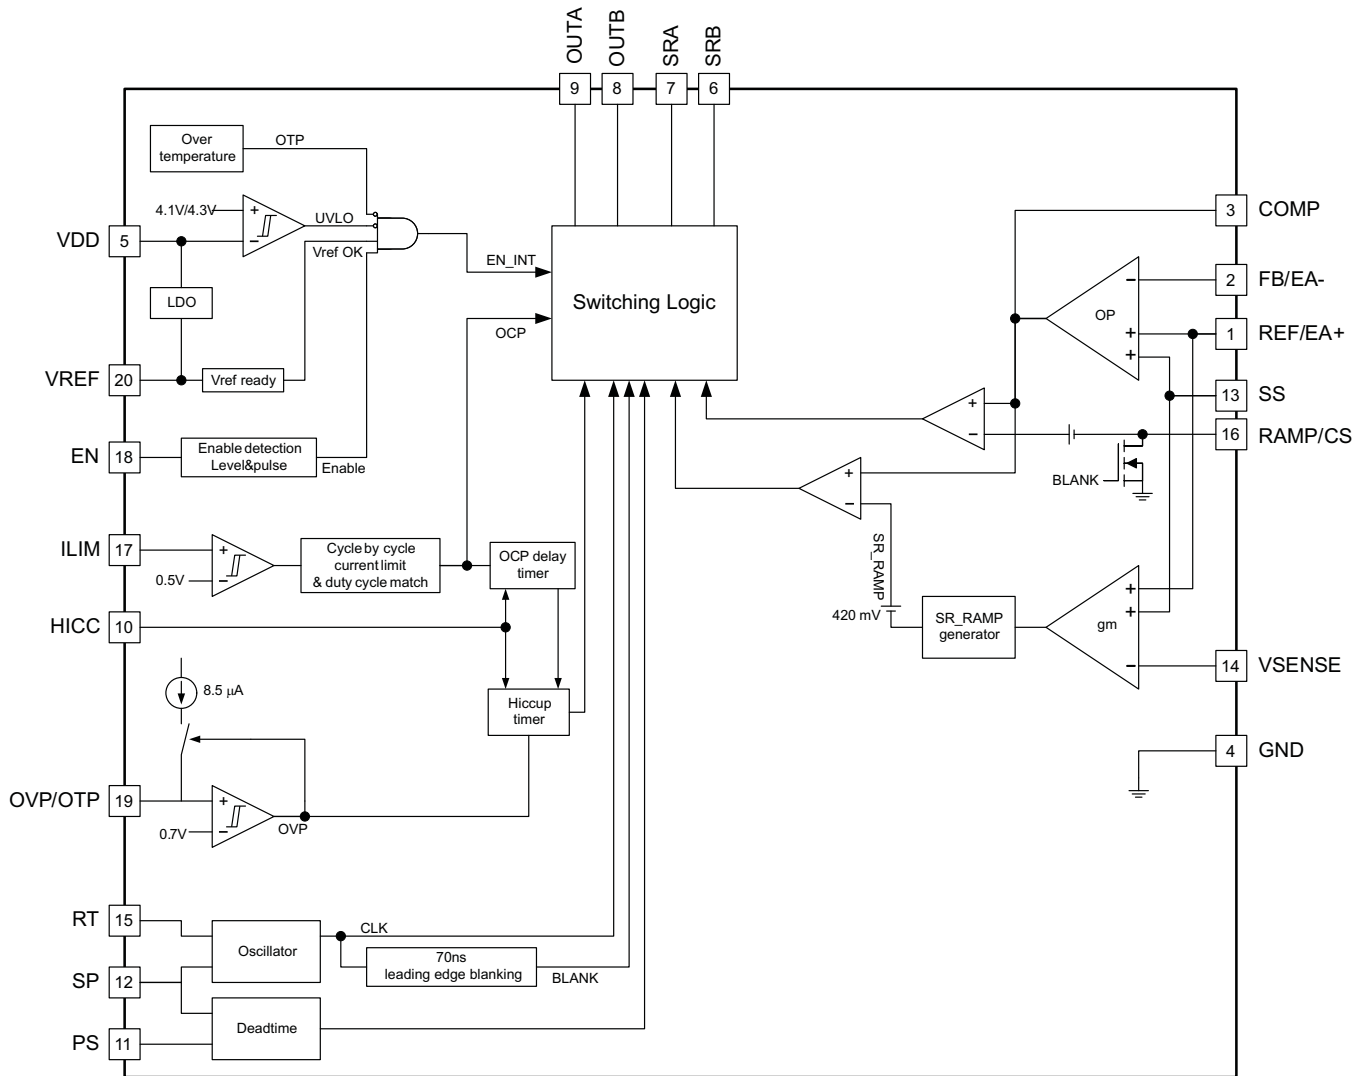 OUTA
OUTB
SRA
SRB
9
8
7
6
Over
temperature
OTP
4.1V/4.3V
+
−
UVLO
VDD
5
Vref OK
LDO
EN_INT
Switching Logic
OCP
VREF
20
Vref ready
EN
18
Enable detection
Level&pulse
Enable
3
COMP
−
2
FB/EA-
OP
+
1
REF/EA+
+
13
SS
+
−
16
RAMP/CS
BLANK
+
−
SR_RAMP
420 mV
SR_RAMP
generator
+
+
gm
−
14
VSENSE
4
GND
ILIM
17
+
0.5V
−
Cycle by cycle
current limit
& duty cycle match
OCP delay
timer
HICC
10
8.5 μA
Hiccup
timer
OVP/OTP
19
+
0.7V
−
OVP
RT
15
Oscillator
CLK
70ns
leading edge blanking
BLANK
SP
12
Deadtime
PS
11